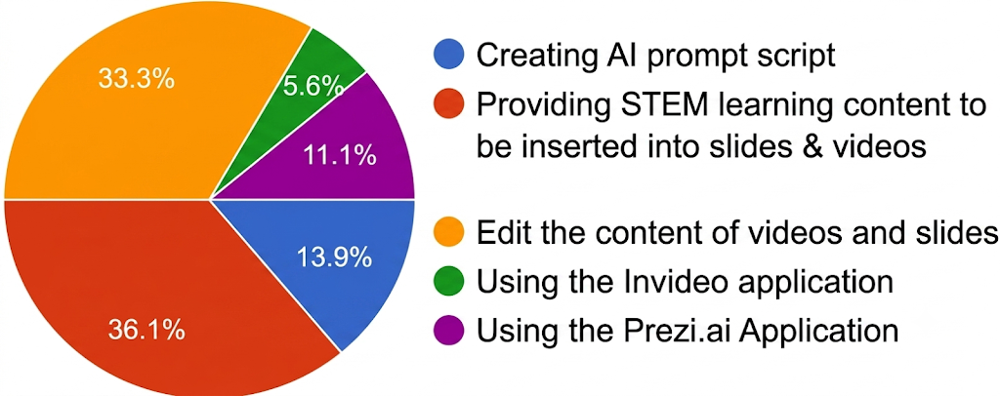 33.3%
5.6%
11.1%
13.9%
36.1%
Creating AI prompt script
Providing STEM learning content to
be inserted into slides & videos
Edit the content of videos and slides
Using the Invideo application
Using the Prezi.ai Application